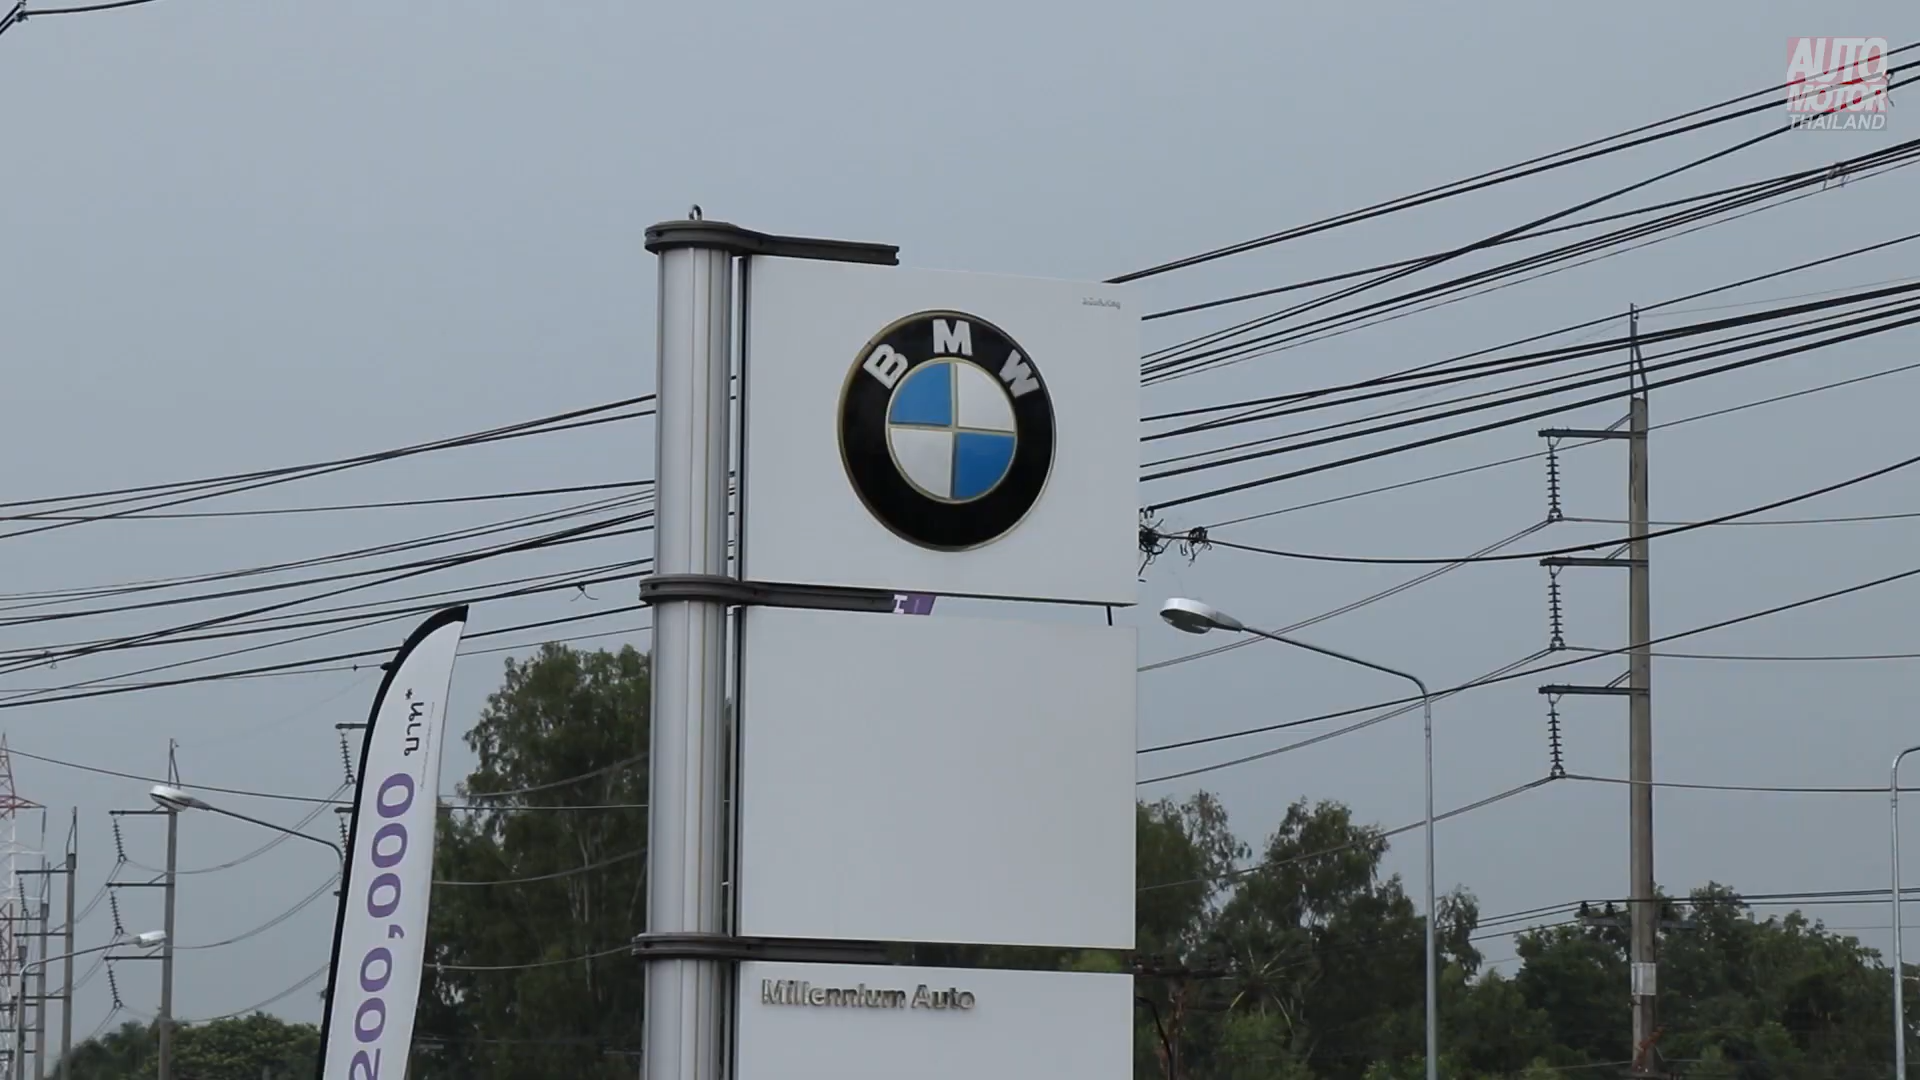 AUTO
MOTOR
THAILAND
BMW
Millennium Auto
200,000 บาท*